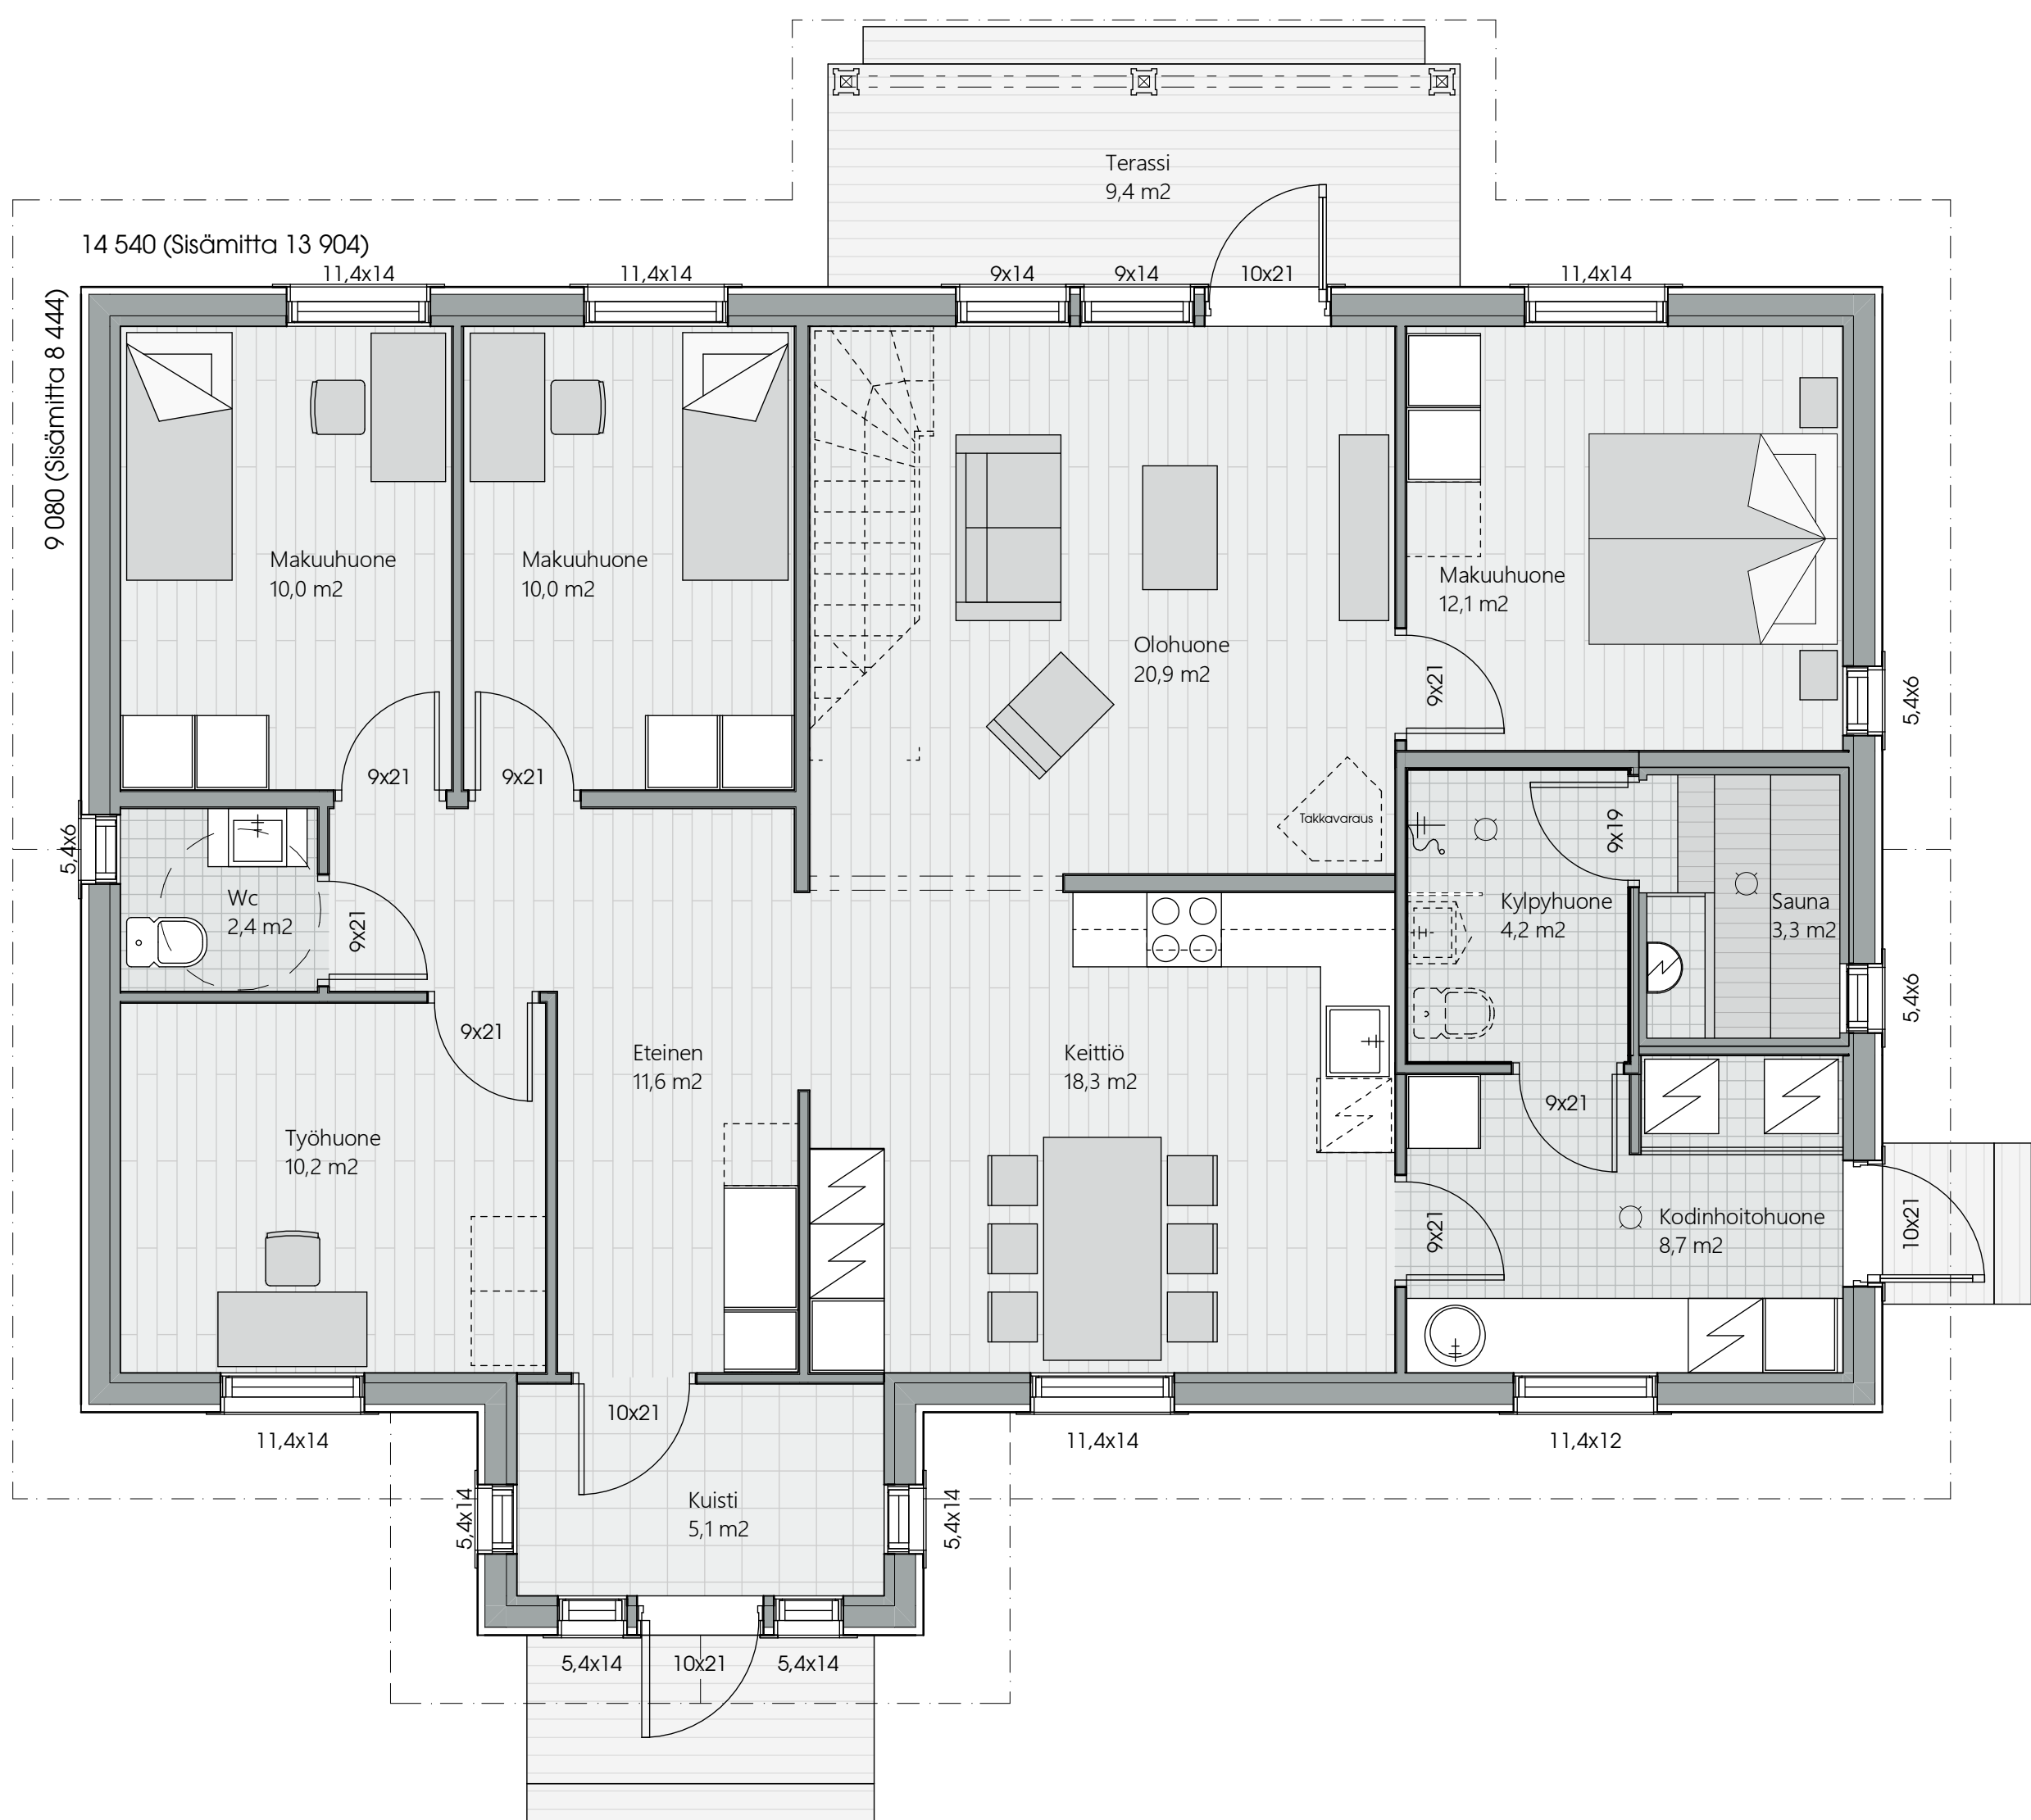 Terassi
9,4 m2
14 540 (Sisämitta 13 904)
9 080 (Sisämitta 8 444)
11,4x14
11,4x14
9x14
9x14
10x21
11,4x14
Makuuhuone
10,0 m2
Makuuhuone
10,0 m2
Makuuhuone
12,1 m2
Olohuone
20,9 m2
9x21
5,4x6
9x21
9x21
Takkavaraus
9x19
5,4x6
Wc
2,4 m2
9x21
Kylpyhuone
4,2 m2
Sauna
3,3 m2
5,4x6
9x21
Eteinen
11,6 m2
Keittiö
18,3 m2
9x21
Työhuone
10,2 m2
9x21
Kodinhoitohuone
8,7 m2
10x21
10x21
11,4x14
11,4x14
11,4x12
Kuisti
5,1 m2
5,4x14
5,4x14
5,4x14
10x21
5,4x14